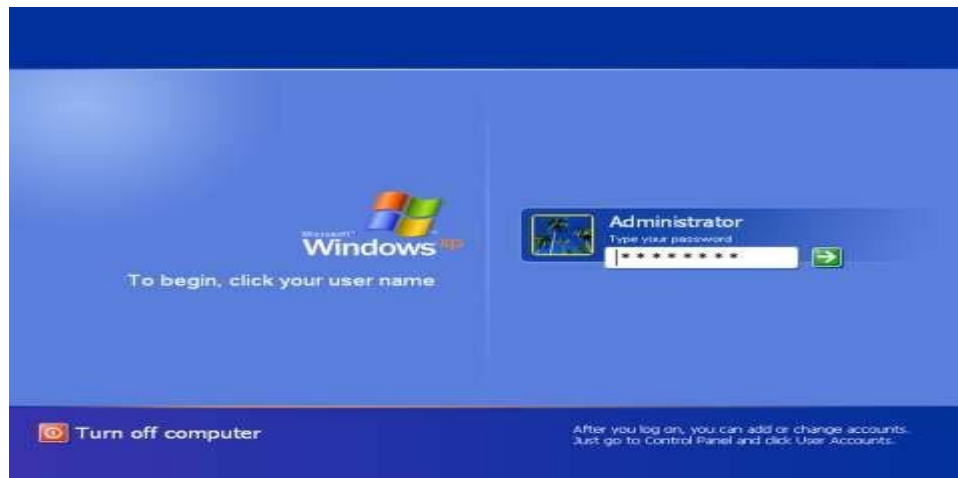 Administrator
Type your password
********
Microsoft
Windows xp
To begin, click your user name
Turn off computer
After you log on, you can add or change accounts.
Just go to Control Panel and click User Accounts.